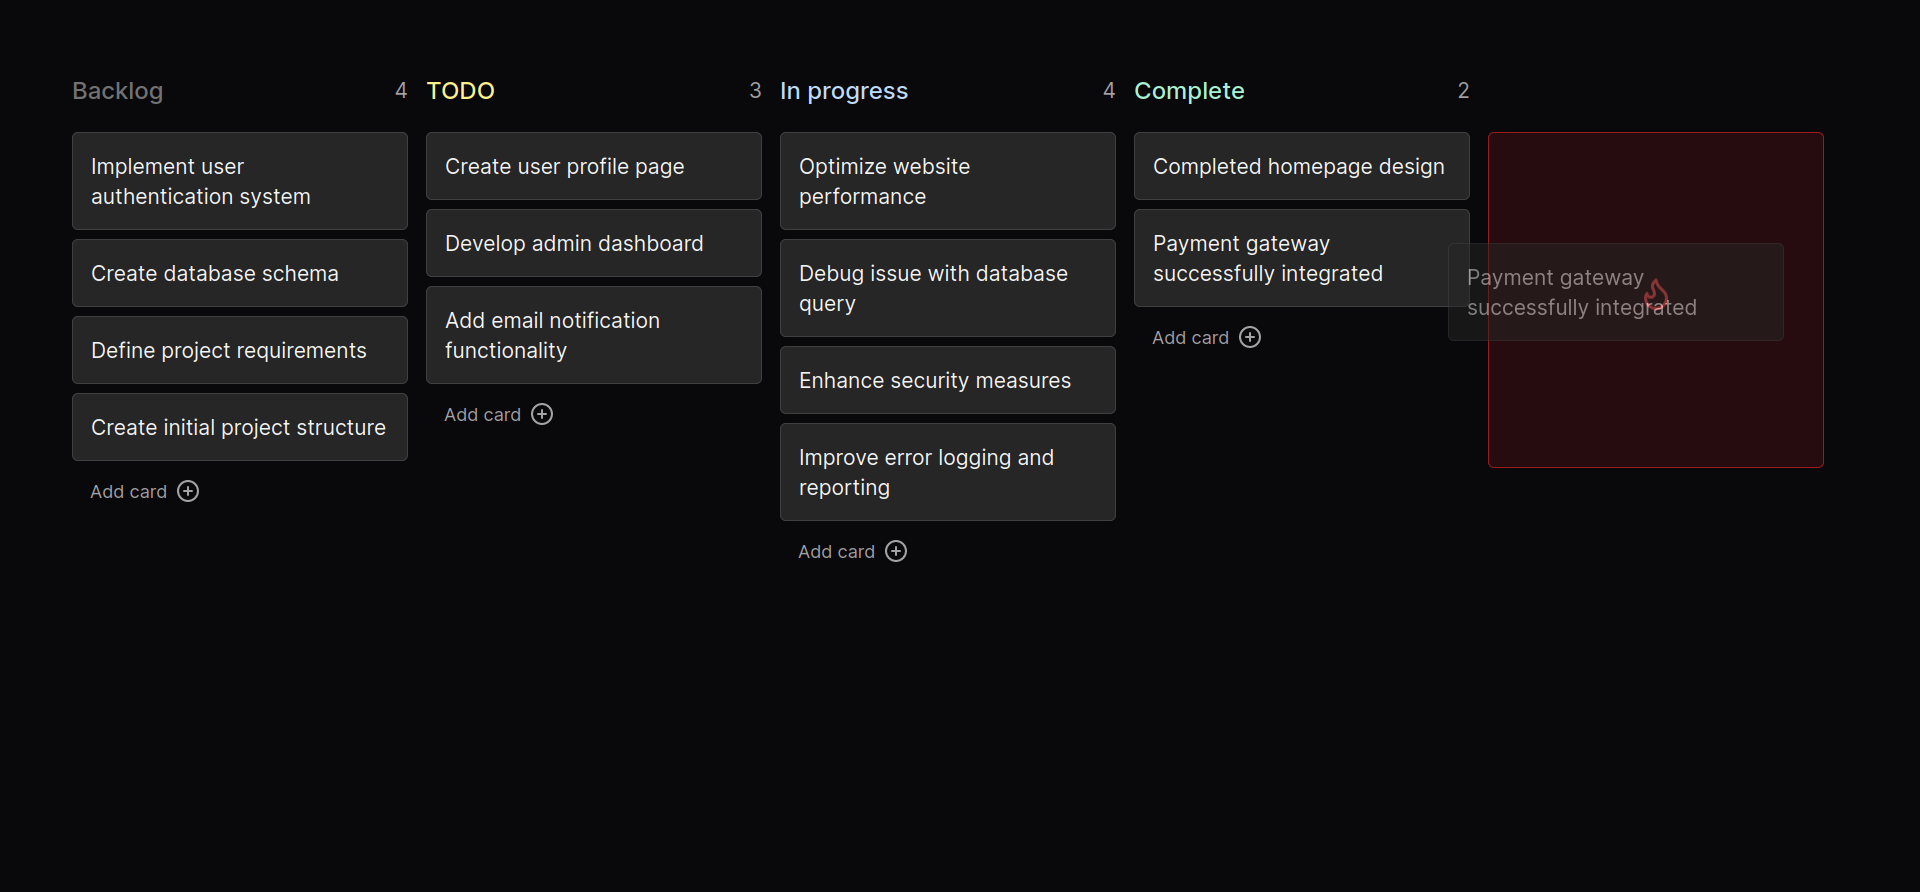 Backlog 4
Implement user
authentication system
Create database schema
Define project requirements
Create initial project structure
Add card
TODO 3
Create user profile page
Develop admin dashboard
Add email notification
functionality
Add card
In progress 4
Optimize website
performance
Debug issue with database
query
Enhance security measures
Improve error logging and
reporting
Add card
Complete 2
Completed homepage design
Payment gateway
successfully integrated
Add card
Payment gateway
successfully integrated